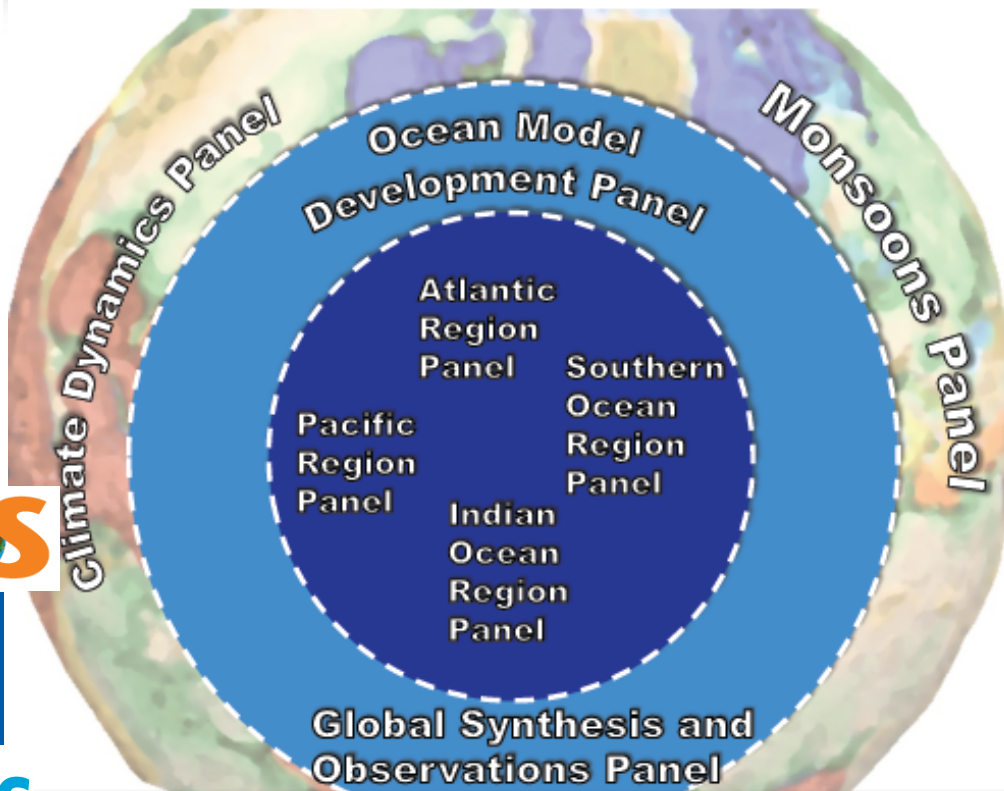 Climate Dynamics Panel
Monsoons Panel
Ocean Model
Development Panel
Atlantic
Region
Panel
Southern
Ocean
Region
Panel
Pacific
Region
Panel
Indian
Ocean
Region
Panel
Global Synthesis and
Observations Panel